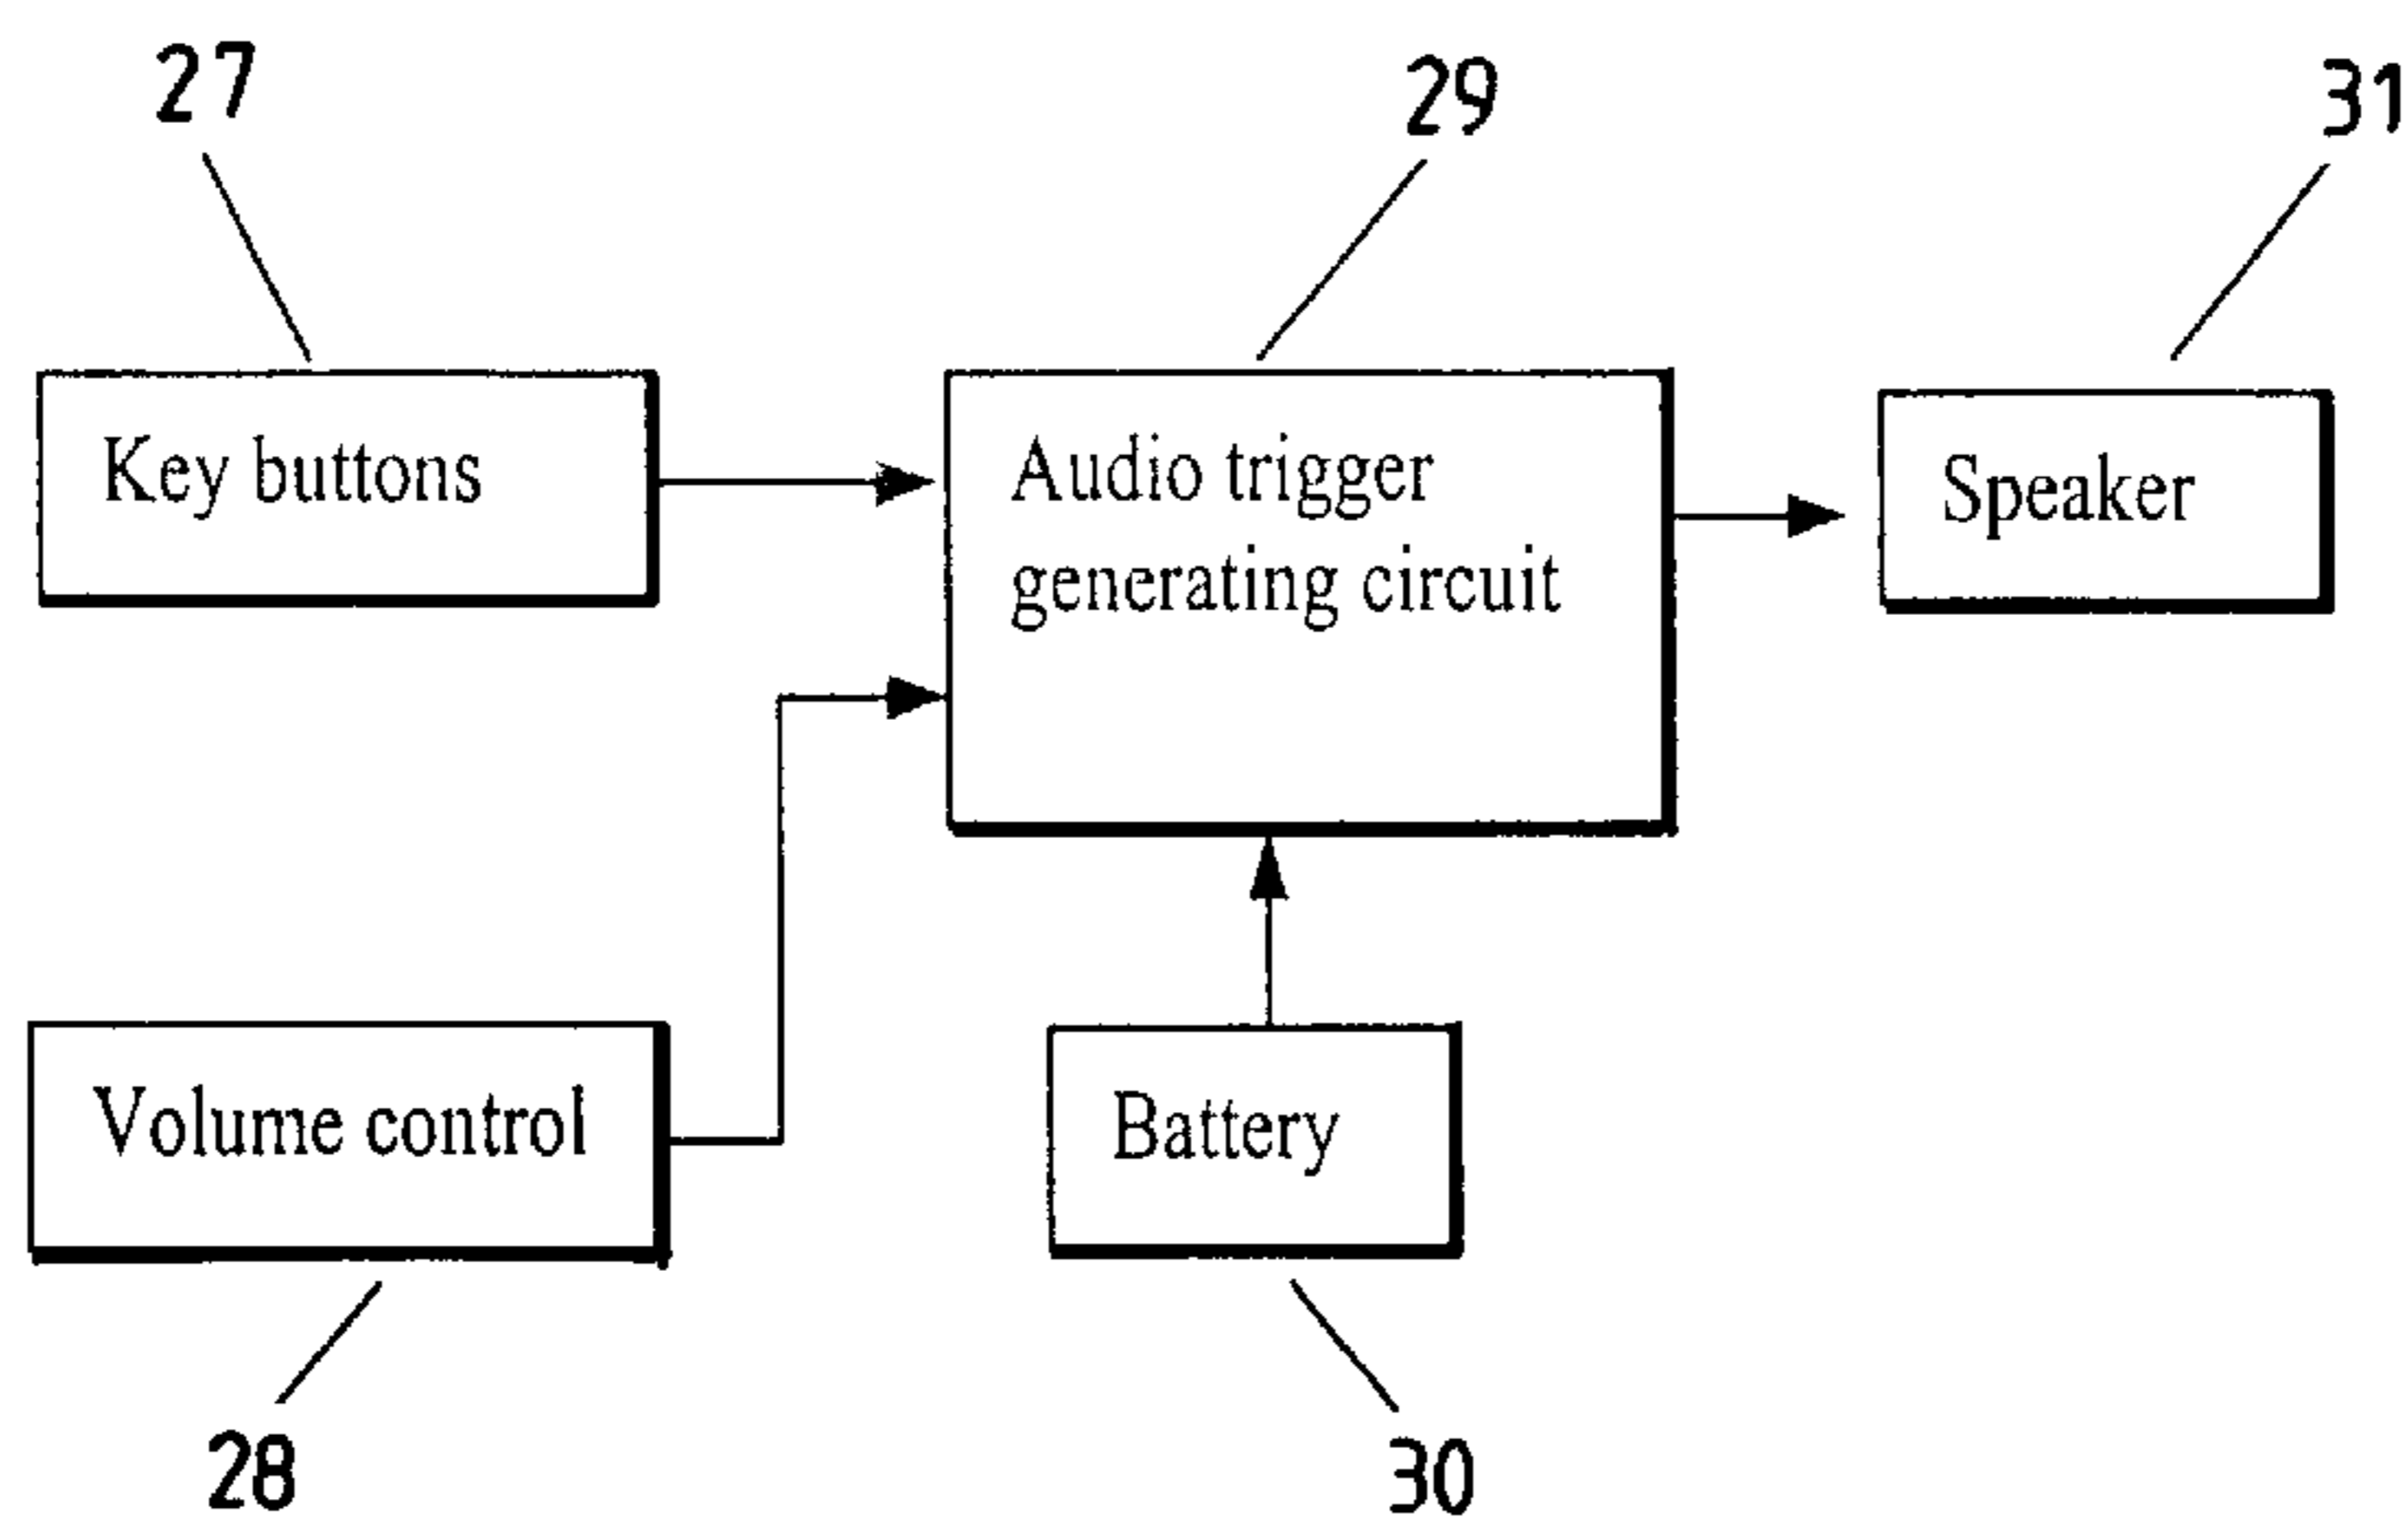 27
29
31
Key buttons
Audio trigger
generating circuit
Speaker
Volume control
Battery
28
30